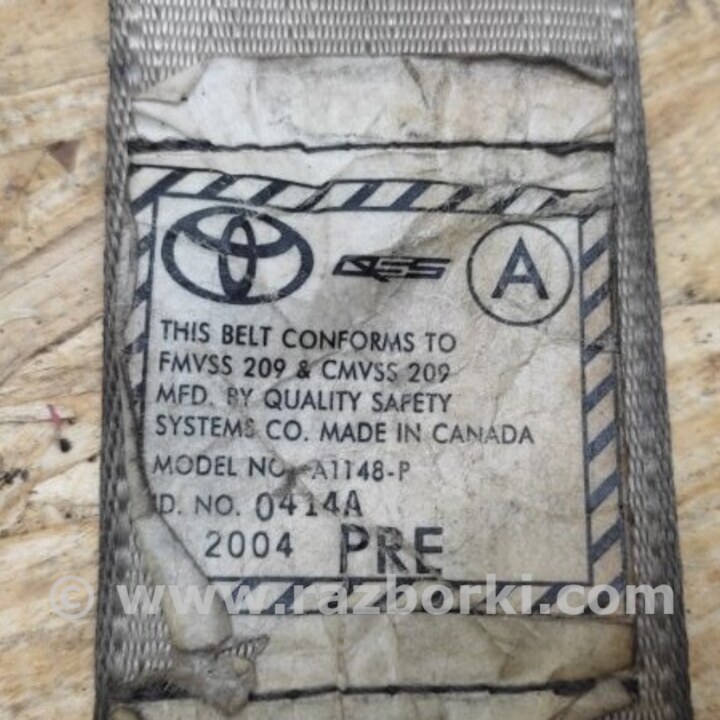 QSS A
THIS BELT CONFORMS TO
FMVSS 209 & CMVSS 209
MFD. BY QUALITY SAFETY
SYSTEMS CO. MADE IN CANADA
MODEL NO. A1148-P
ID. NO. 0414A
2004 PRE
© www.razborki.com